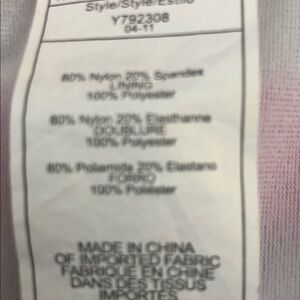 Style/Style/Estilo
Y792308
04-11
80% Nylon 20% Spandex
LINING
100% Polyester
80% Nylon 20% Elasthanne
DOUBLURE
100% Polyester
80% Poliamida 20% Elastano
FORRO
100% Poliester
MADE IN CHINA
OF IMPORTED FABRIC
FABRIQUE EN CHINE
DANS DES TISSUS
IMPORTES